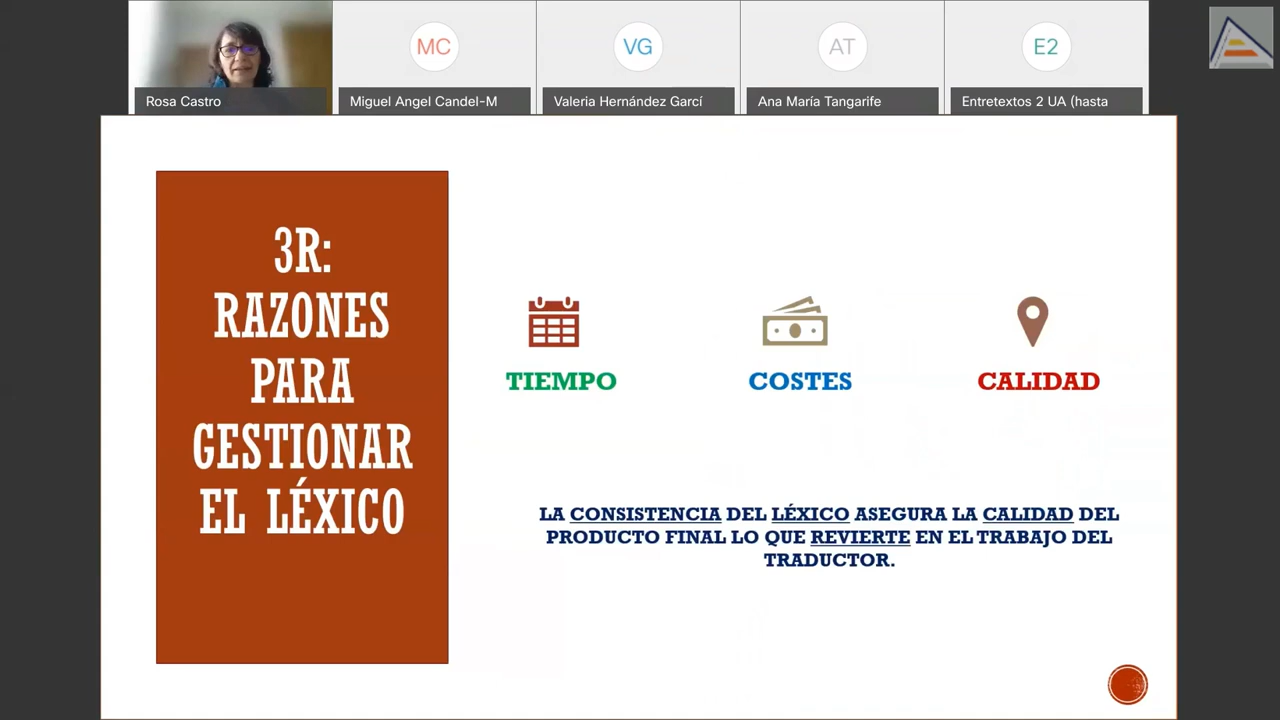 MC
VG
AT
E2
Rosa Castro
Miguel Angel Candel-M
Valeria Hernández Garcí
Ana María Tangarife
Entretextos 2 UA (hasta
3R:
RAZONES
PARA
GESTIONAR
EL LÉXICO
TIEMPO
COSTES
CALIDAD
LA CONSISTENCIA DEL LÉXICO ASEGURA LA CALIDAD DEL
PRODUCTO FINAL LO QUE REVIERTE EN EL TRABAJO DEL
TRADUCTOR.